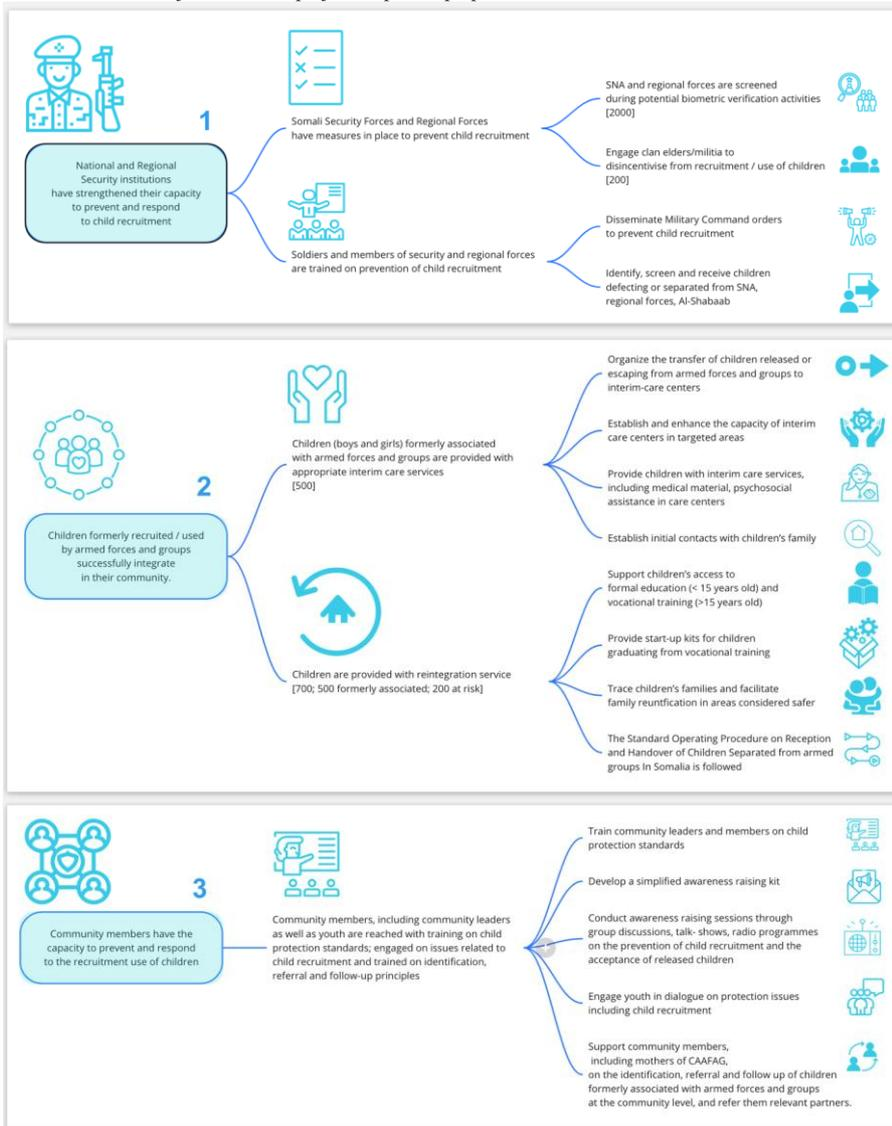 1
National and Regional
Security institutions
have strengthened their capacity
to prevent and respond
to child recruitment
Somali Security Forces and Regional Forces
have measures in place to prevent child recruitment
Soldiers and members of security and regional forces
are trained on prevention of child recruitment
SNA and regional forces are screened
during potential biometric verification activities
[2000]
Engage clan elders/militia to
disincentivise from recruitment / use of children
[200]
Disseminate Military Command orders
to prevent child recruitment
Identify, screen and receive children
defecting or separated from SNA,
regional forces, Al-Shabaab
2
Children formerly recruited / used
by armed forces and groups
successfully integrate
in their community.
Children (boys and girls) formerly associated
with armed forces and groups are provided with
appropriate interim care services
[500]
Children are provided with reintegration service
[700; 500 formerly associated; 200 at risk]
Organize the transfer of children released or
escaping from armed forces and groups to
interim-care centers
Establish and enhance the capacity of interim
care centers in targeted areas
Provide children with interim care services,
including medical material, psychosocial
assistance in care centers
Establish initial contacts with children's family
Support children's access to
formal education (< 15 years old) and
vocational training (>15 years old)
Provide start-up kits for children
graduating from vocational training
Trace children's families and facilitate
family reuntfication in areas considered safer
The Standard Operating Procedure on Reception
and Handover of Children Separated from armed
groups In Somalia is followed
3
Community members have the
capacity to prevent and respond
to the recruitment use of children
Community members, including community leaders
as well as youth are reached with training on child
protection standards; engaged on issues related to
child recruitment and trained on identification,
referral and follow-up principles
Train community leaders and members on child
protection standards
Develop a simplified awareness raising kit
Conduct awareness raising sessions through
group discussions, talk- shows, radio programmes
on the prevention of child recruitment and the
acceptance of released children
Engage youth in dialogue on protection issues
including child recruitment
Support community members,
including mothers of CAAFAG,
on the identification, referral and follow up of children
formerly associated with armed forces and groups
at the community level, and refer them relevant partners.